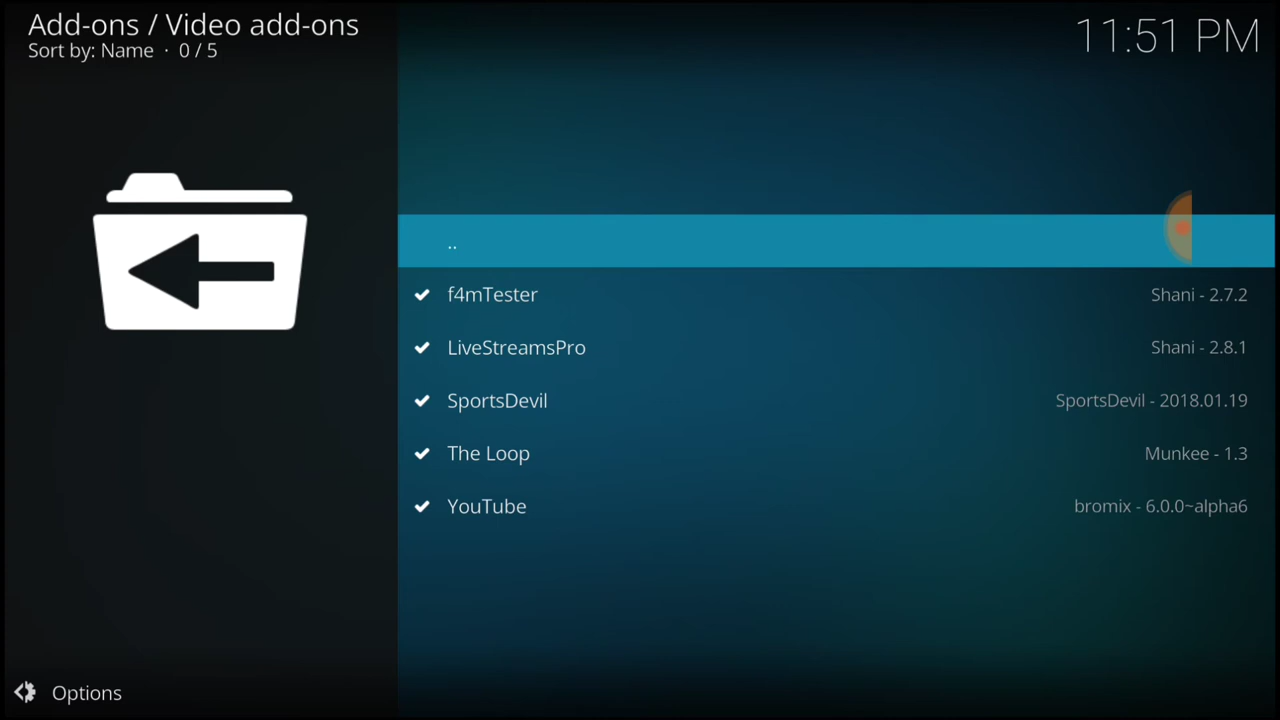 Add-ons / Video add-ons
Sort by: Name · 0 / 5
11:51 PM
..
f4mTester Shani - 2.7.2
LiveStreamsPro Shani - 2.8.1
SportsDevil SportsDevil - 2018.01.19
The Loop Munkee - 1.3
YouTube bromix - 6.0.0~alpha6
Options